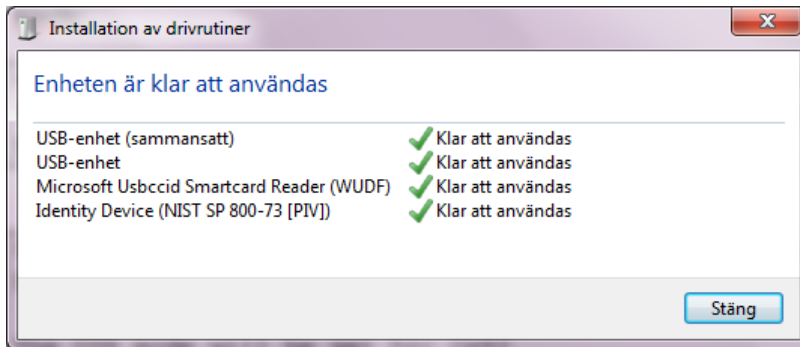 Installation av drivrutiner
Enheten är klar att användas
USB-enhet (sammansatt) Klar att användas
USB-enhet Klar att användas
Microsoft Usbccid Smartcard Reader (WUDF) Klar att användas
Identity Device (NIST SP 800-73 [PIV]) Klar att användas
Stäng